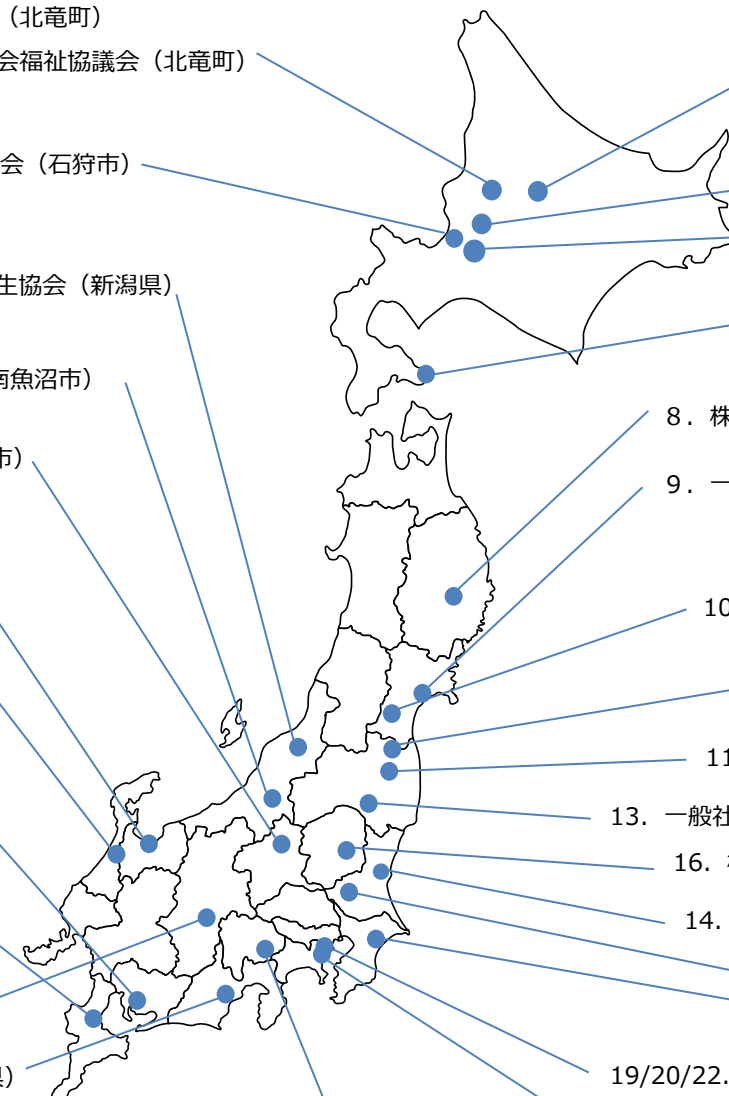 （北竜町）
会福祉協議会（北竜町）
会（石狩市）
生協会（新潟県）
南魚沼市）
8. 株
市）
9. 一
10
11
13. 一般社
16.
14.
19/20/22.
県）